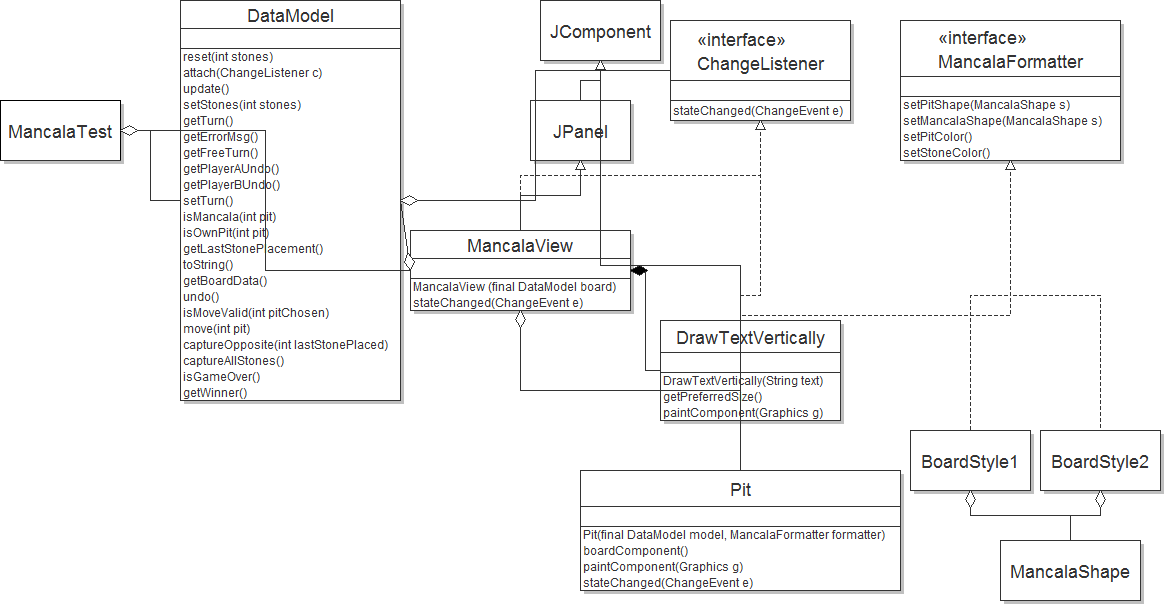 MancalaTest
DataModel
reset(int stones)
attach(ChangeListener c)
update()
setStones(int stones)
getTurn()
getErrorMsg()
getFreeTurn()
getPlayerAUndo()
getPlayerBUndo()
setTurn()
isMancala(int pit)
isOwnPit(int pit)
getLastStonePlacement()
toString()
getBoardData()
undo()
isMoveValid(int pitChosen)
move(int pit)
captureOpposite(int lastStonePlaced)
captureAllStones()
isGameOver()
getWinner()
JComponent
JPanel
«interface»
ChangeListener
stateChanged(ChangeEvent e)
«interface»
MancalaFormatter
setPitShape(MancalaShape s)
setMancalaShape(MancalaShape s)
setPitColor()
setStoneColor()
MancalaView
MancalaView (final DataModel board)
stateChanged(ChangeEvent e)
DrawTextVertically
DrawTextVertically(String text)
getPreferredSize()
paintComponent(Graphics g)
Pit
Pit(final DataModel model, MancalaFormatter formatter)
boardComponent()
paintComponent(Graphics g)
stateChanged(ChangeEvent e)
BoardStyle1
BoardStyle2
MancalaShape